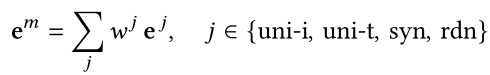 e^m = ∑_j w^j e^j, j ∈ {uni-i, uni-t, syn, rdn}